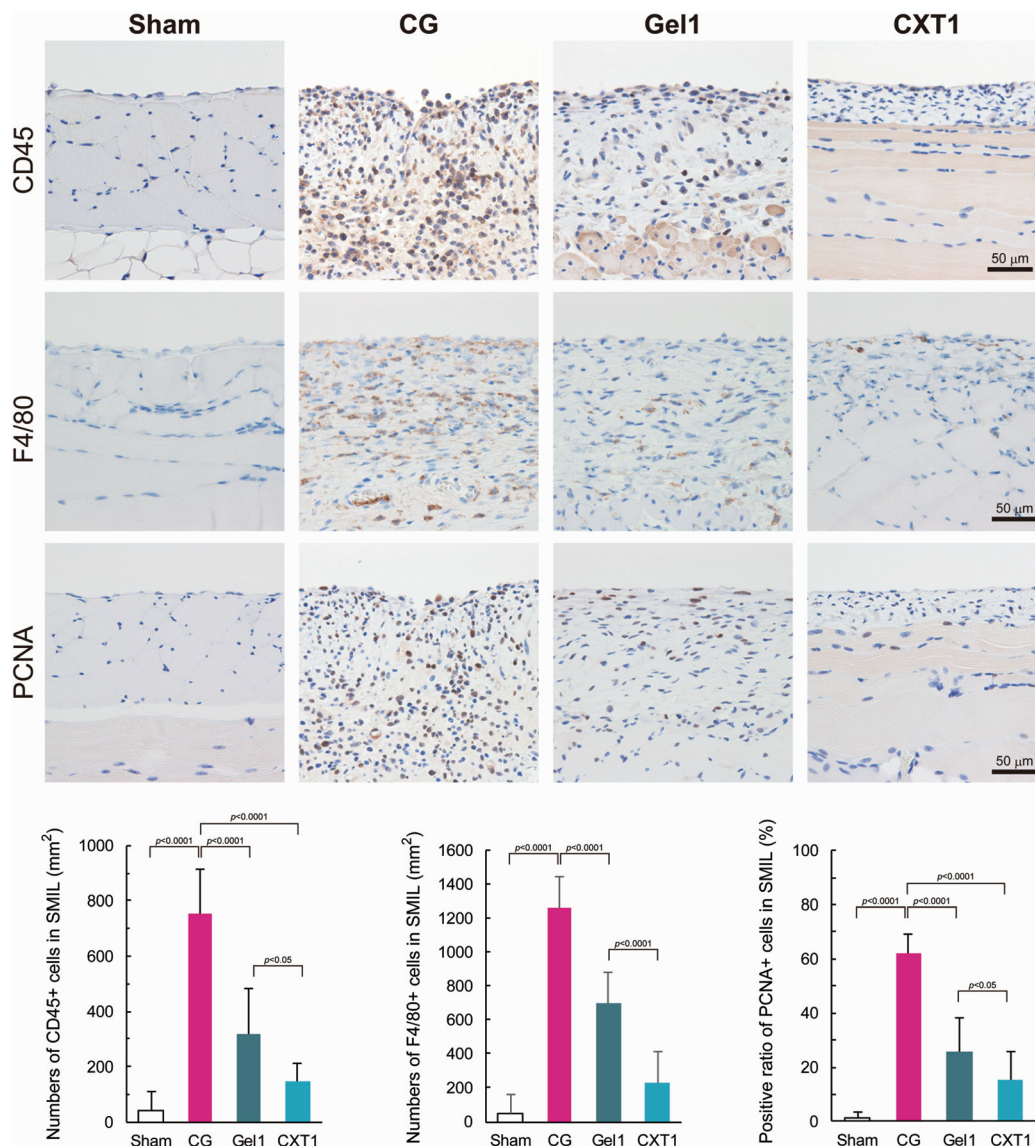 Sham CG Gel1 CXT1
CD45
50 μm
F4/80
50 μm
PCNA
50 μm
Numbers of CD45+ cells in SMIL (mm²)
1000
800
600
400
200
0
p<0.0001
p<0.0001 p<0.0001
p<0.05
Sham CG Gel1 CXT1
Numbers of F4/80+ cells in SMIL (mm²)
1600
1400
1200
1000
800
600
400
200
0
p<0.0001 p<0.0001
p<0.0001
Sham CG Gel1 CXT1
Positive ratio of PCNA+ cells in SMIL (%)
100
80
60
40
20
0
p<0.0001
p<0.0001 p<0.0001
p<0.05
Sham CG Gel1 CXT1